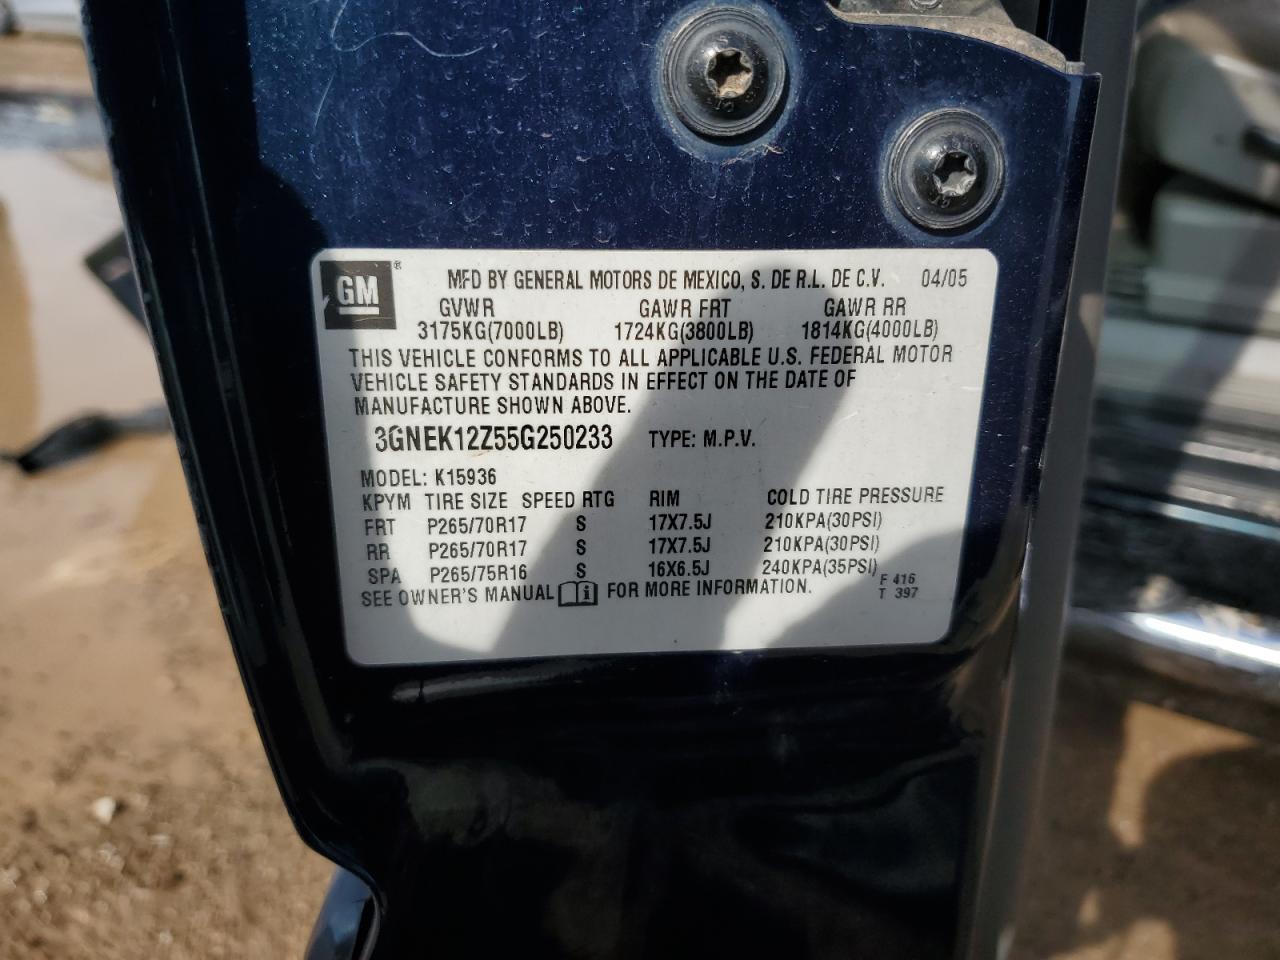 GM® MFD BY GENERAL MOTORS DE MEXICO, S. DE R.L. DE C.V. 04/05
GVWR GAWR FRT GAWR RR
3175KG(7000LB) 1724KG(3800LB) 1814KG(4000LB)
THIS VEHICLE CONFORMS TO ALL APPLICABLE U.S. FEDERAL MOTOR
VEHICLE SAFETY STANDARDS IN EFFECT ON THE DATE OF
MANUFACTURE SHOWN ABOVE.
3GNEK12Z55G250233 TYPE: M.P.V.
MODEL: K15936
KPYM TIRE SIZE SPEED RTG RIM COLD TIRE PRESSURE
FRT P265/70R17 S 17X7.5J 210KPA(30PSI)
RR P265/70R17 S 17X7.5J 210KPA(30PSI)
SPA P265/75R16 S 16X6.5J 240KPA(35PSI)
SEE OWNER'S MANUAL FOR MORE INFORMATION. F 416
T 397